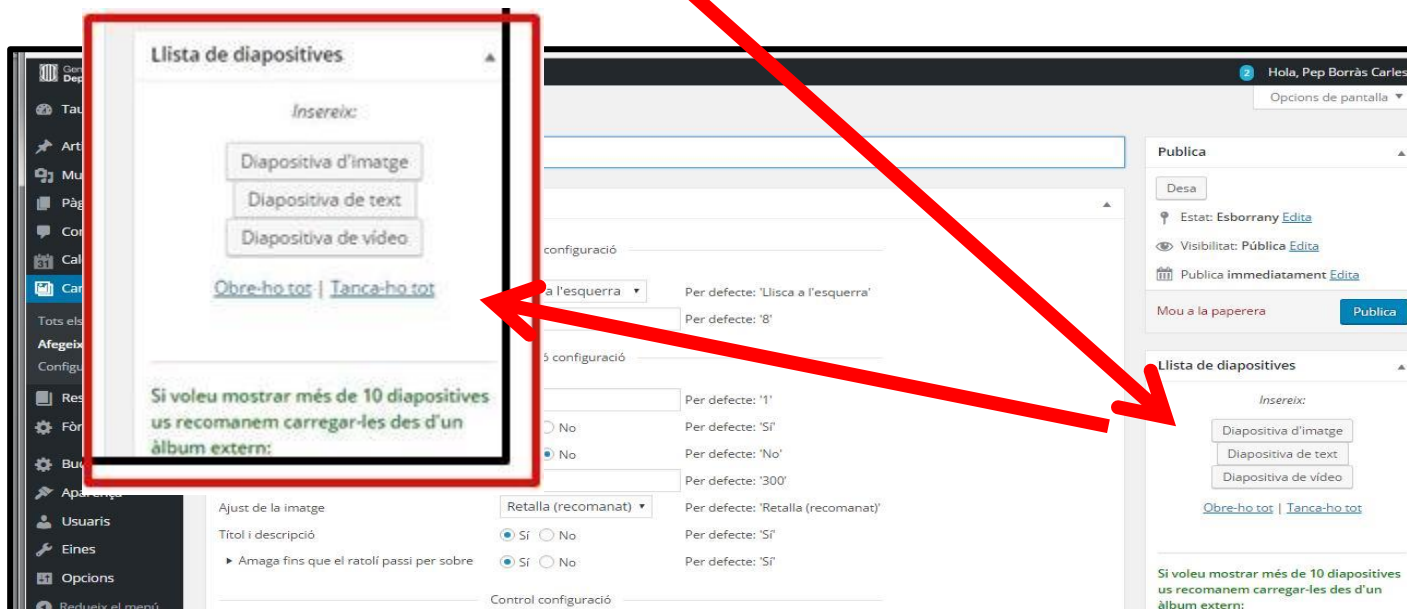 Llista de diapositives
Insereix:
Diapositiva d'imatge
Diapositiva de text
Diapositiva de vídeo
Obre-ho tot | Tanca-ho tot
Si voleu mostrar més de 10 diapositives
us recomanem carregar-les des d'un
àlbum extern:
2 Hola, Pep Borràs Carles
Opcions de pantalla
Res
Usuaris
Eines
Opcions
Redueix el menú
configuració
a l'esquerra
Per defecte: 'Llisca a l'esquerra'
Per defecte: '8'
configuració
Per defecte: '1'
No
Per defecte: 'Sí'
No
Per defecte: 'No'
Per defecte: '300'
Ajust de la imatge
Retalla (recomanat)
Per defecte: 'Retalla (recomanat)'
Títol i descripció
Sí No
Per defecte: 'Sí'
Amaga fins que el ratolí passi per sobre
Sí No
Per defecte: 'Sí'
Control configuració
Publica
Desa
Estat: Esborrany Edita
Visibilitat: Pública Edita
31 Publica immediatament Edita
Mou a la paperera
Publica
Llista de diapositives
Insereix:
Diapositiva d'imatge
Diapositiva de text
Diapositiva de vídeo
Obre-ho tot | Tanca-ho tot
Si voleu mostrar més de 10 diapositives
us recomanem carregar-les des d'un
àlbum extern: